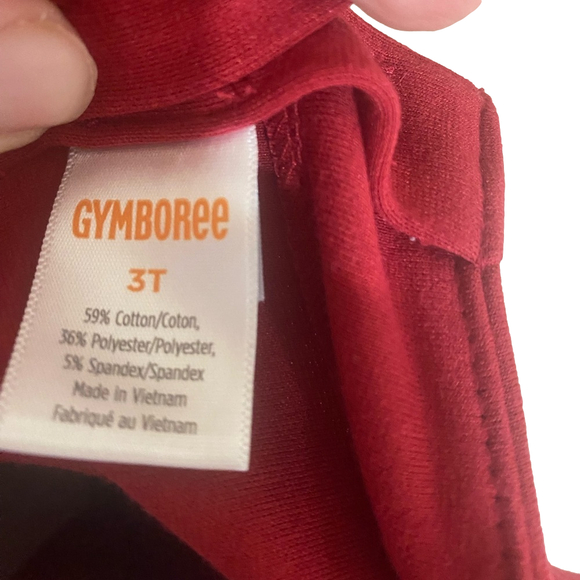 GYMBORee
3T
59% Cotton/Coton,
36% Polyester/Polyester,
5% Spandex/Spandex
Made in Vietnam
Fabriqué au Vietnam